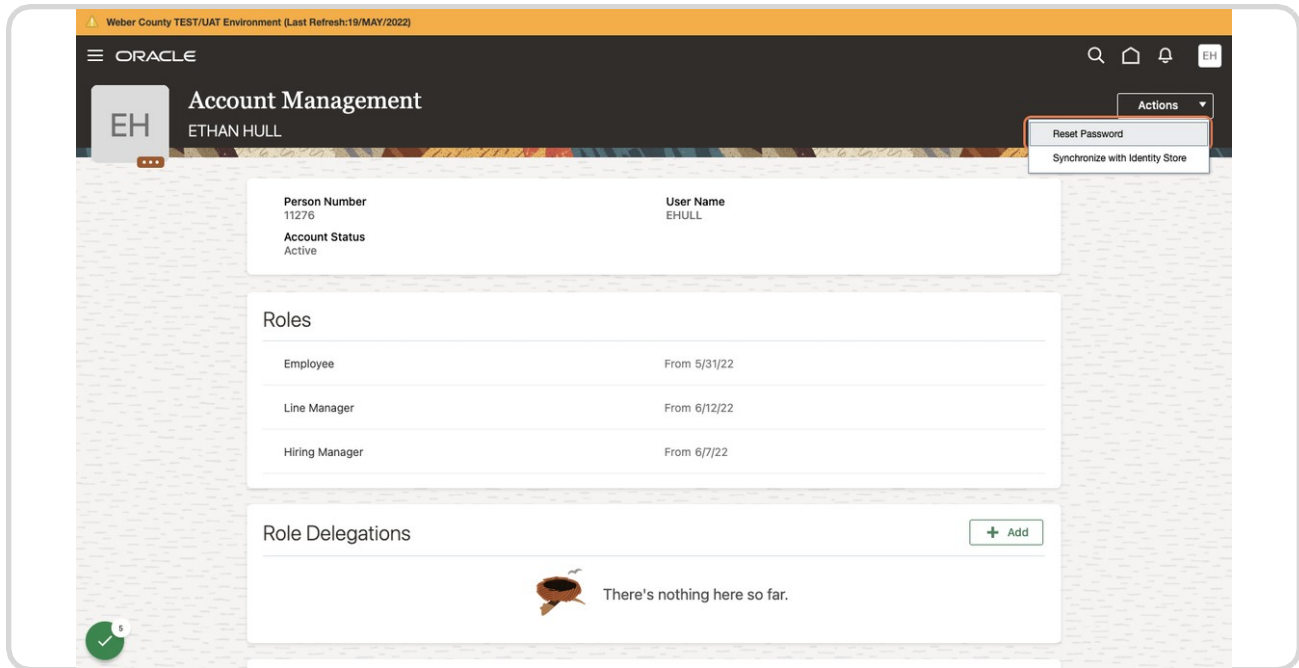 Weber County TEST/UAT Environment (Last Refresh:19/MAY/2022)
ORACLE
EH
EH
Account Management
ETHAN HULL
Actions
Reset Password
Synchronize with Identity Store
Person Number
11276
User Name
EHULL
Account Status
Active
Roles
Employee From 5/31/22
Line Manager From 6/12/22
Hiring Manager From 6/7/22
Role Delegations
+ Add
There's nothing here so far.
5